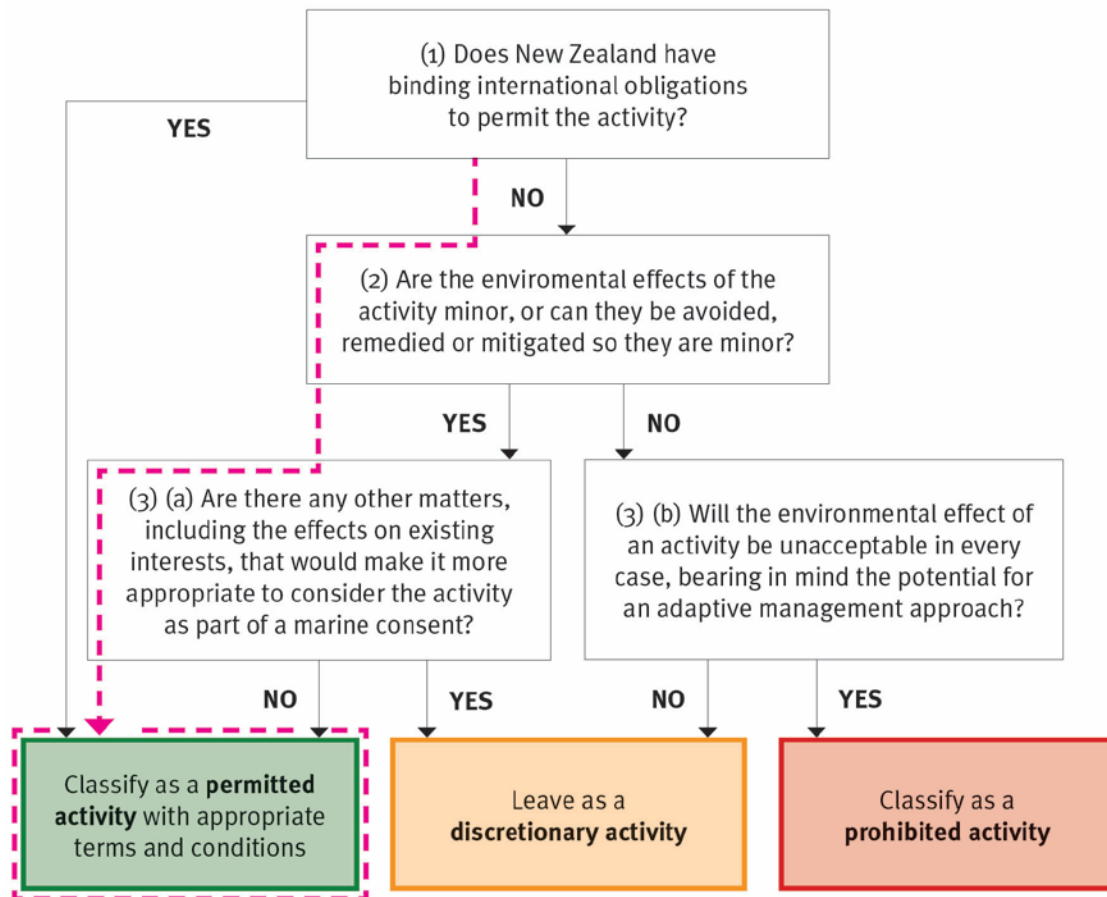 (1) Does New Zealand have
binding international obligations
to permit the activity?
YES
NO
(2) Are the enviromental effects of the
activity minor, or can they be avoided,
remedied or mitigated so they are minor?
YES
NO
(3) (a) Are there any other matters,
including the effects on existing
interests, that would make it more
appropriate to consider the activity
as part of a marine consent?
(3) (b) Will the environmental effect of
an activity be unacceptable in every
case, bearing in mind the potential for
an adaptive management approach?
NO
YES
NO
YES
Classify as a permitted
activity with appropriate
terms and conditions
Leave as a
discretionary activity
Classify as a
prohibited activity